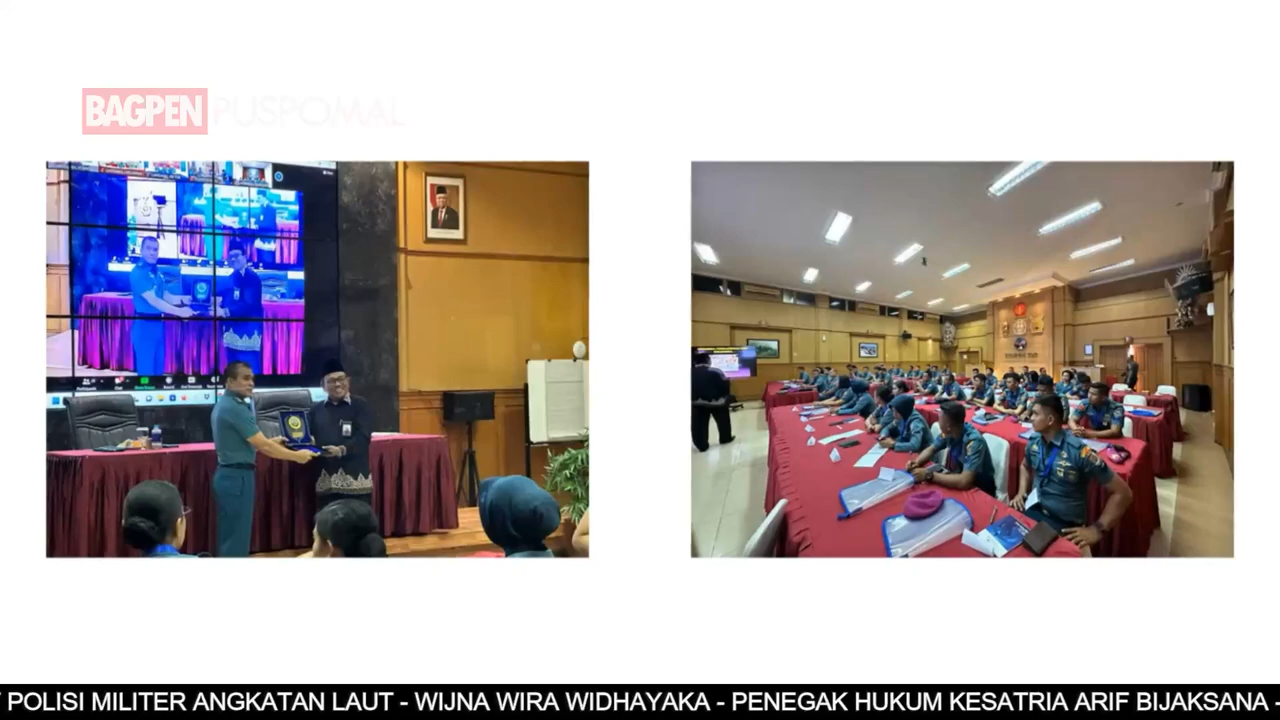 BAGPEN PUSPOMAL
POLISI MILITER ANGKATAN LAUT - WIJNA WIRA WIDHAYAKA - PENEGAK HUKUM KESATRIA ARIF BIJAKSANA -